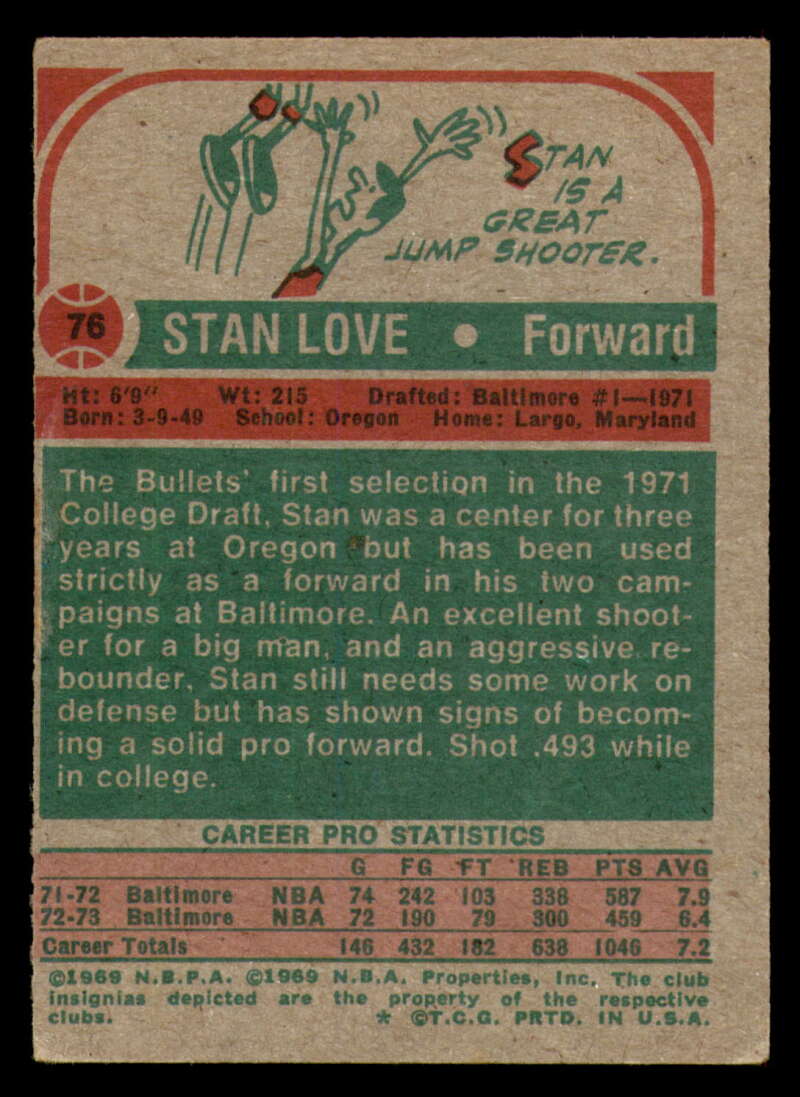 STAN
IS A
GREAT
JUMP SHOOTER.
76 STAN LOVE • Forward
Ht: 6'9" Wt: 215 Drafted: Baltimore #1—1971
Born: 3-9-49 School: Oregon Home: Largo, Maryland
The Bullets' first selection in the 1971
College Draft, Stan was a center for three
years at Oregon but has been used
strictly as a forward in his two cam-
paigns at Baltimore. An excellent shoot-
er for a big man, and an aggressive re-
bounder, Stan still needs some work on
defense but has shown signs of becom-
ing a solid pro forward. Shot .493 while
in college.
CAREER PRO STATISTICS
G FG FT REB PTS AVG
71-72 Baltimore NBA 74 242 103 338 587 7.9
72-73 Baltimore NBA 72 190 79 300 459 6.4
Career Totals 146 432 182 638 1046 7.2
©1969 N.B.P.A. ©1969 N.B.A. Properties, Inc. The club
insignias depicted are the property of the respective
clubs. * ©T.C.G. PRTD. IN U.S.A.